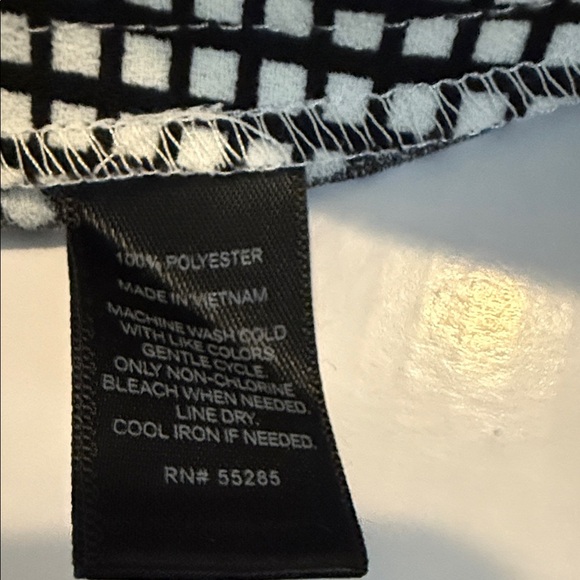 100% POLYESTER
MADE IN VIETNAM
MACHINE WASH COLD
WITH LIKE COLORS,
GENTLE CYCLE.
ONLY NON-CHLORINE
BLEACH WHEN NEEDED.
LINE DRY.
COOL IRON IF NEEDED.
RN# 55285